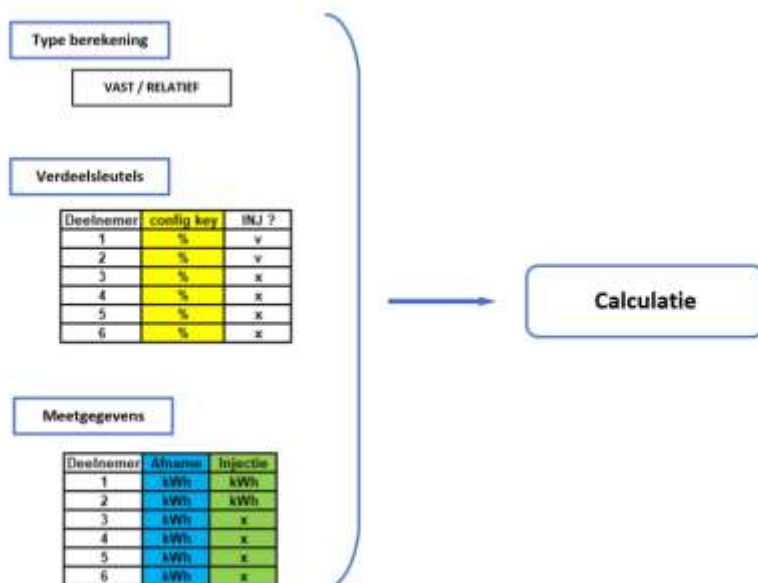 Type berekening
VAST / RELATIEF
Verdeelsleutels
Deelnemer config key INJ ?
1 % v
2 % v
3 % x
4 % x
5 % x
6 % x
Calculatie
Meetgegevens
Deelnemer Afname Injectie
1 kWh kWh
2 kWh kWh
3 kWh x
4 kWh x
5 kWh x
6 kWh x